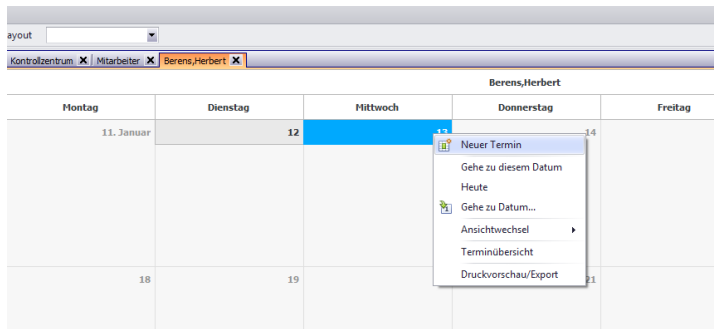 ayout
Kontrollzentrum X Mitarbeiter X Berens,Herbert X
Berens,Herbert
Montag Dienstag Mittwoch Donnerstag Freitag
11. Januar 12 13 14
Neuer Termin
Gehe zu diesem Datum
Heute
Gehe zu Datum...
Ansichtwechsel
Terminübersicht
Druckvorschau/Export
18 19 21